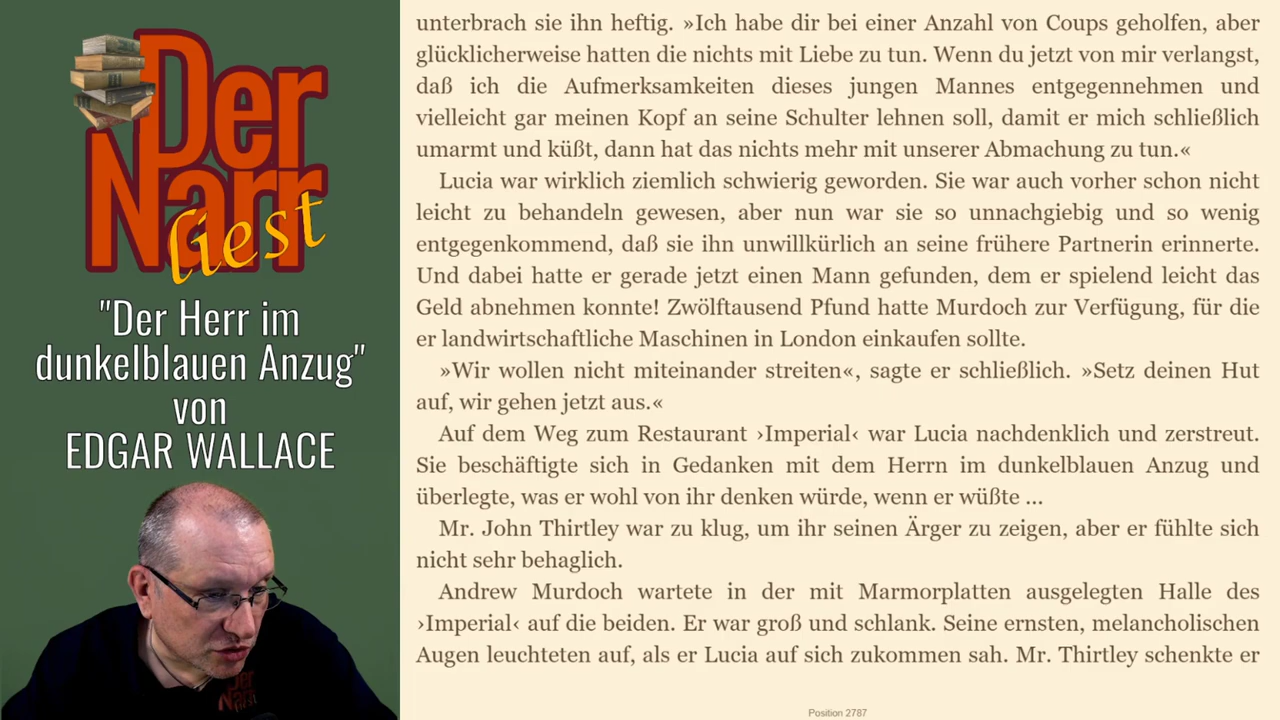 Der
Narr
liest
"Der Herr im
dunkelblauen Anzug"
von
EDGAR WALLACE
Der
Narr
liest
unterbrach sie ihn heftig. »Ich habe dir bei einer Anzahl von Coups geholfen, aber
glücklicherweise hatten die nichts mit Liebe zu tun. Wenn du jetzt von mir verlangst,
daß ich die Aufmerksamkeiten dieses jungen Mannes entgegennehmen und
vielleicht gar meinen Kopf an seine Schulter lehnen soll, damit er mich schließlich
umarmt und küßt, dann hat das nichts mehr mit unserer Abmachung zu tun.«
Lucia war wirklich ziemlich schwierig geworden. Sie war auch vorher schon nicht
leicht zu behandeln gewesen, aber nun war sie so unnachgiebig und so wenig
entgegenkommend, daß sie ihn unwillkürlich an seine frühere Partnerin erinnerte.
Und dabei hatte er gerade jetzt einen Mann gefunden, dem er spielend leicht das
Geld abnehmen konnte! Zwölftausend Pfund hatte Murdoch zur Verfügung, für die
er landwirtschaftliche Maschinen in London einkaufen sollte.
»Wir wollen nicht miteinander streiten«, sagte er schließlich. »Setz deinen Hut
auf, wir gehen jetzt aus.«
Auf dem Weg zum Restaurant ›Imperial‹ war Lucia nachdenklich und zerstreut.
Sie beschäftigte sich in Gedanken mit dem Herrn im dunkelblauen Anzug und
überlegte, was er wohl von ihr denken würde, wenn er wüßte ...
Mr. John Thirtley war zu klug, um ihr seinen Ärger zu zeigen, aber er fühlte sich
nicht sehr behaglich.
Andrew Murdoch wartete in der mit Marmorplatten ausgelegten Halle des
›Imperial‹ auf die beiden. Er war groß und schlank. Seine ernsten, melancholischen
Augen leuchteten auf, als er Lucia auf sich zukommen sah. Mr. Thirtley schenkte er
Position 2787